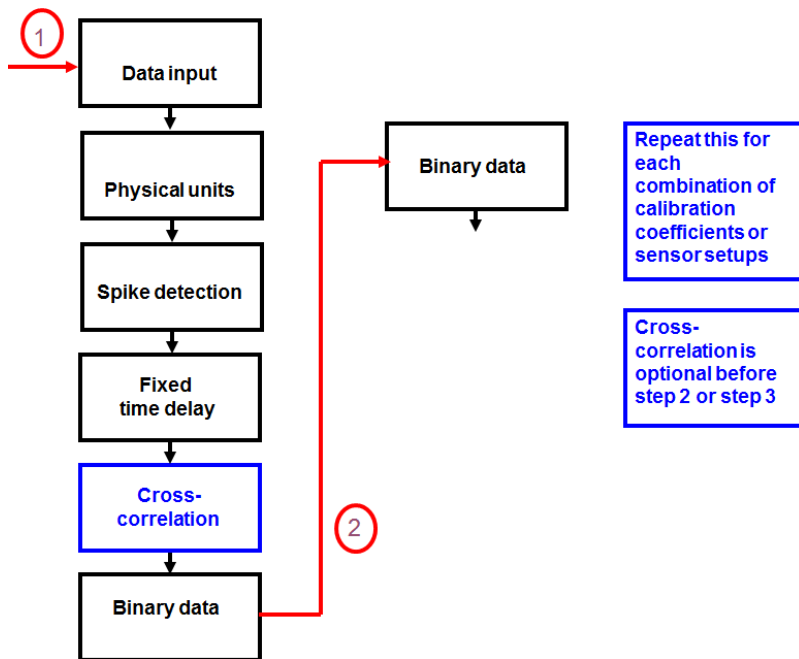 1
Data input
Physical units
Spike detection
Fixed
time delay
Cross-
correlation
Binary data
2
Binary data
Repeat this for
each
combination of
calibration
coefficients or
sensor setups
Cross-
correlation is
optional before
step 2 or step 3